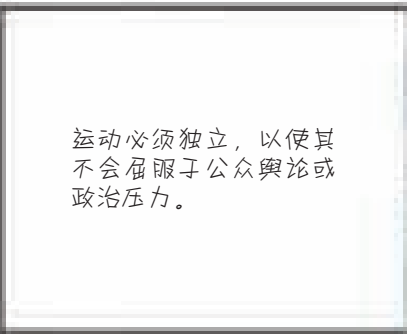 运动必须独立，以使其
不会屈服于公众舆论或
政治压力。